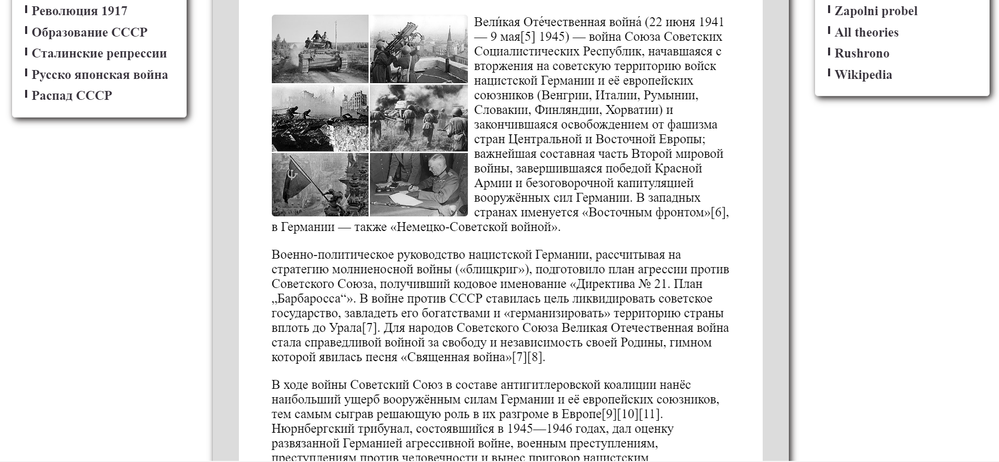 Революция 1917
Образование СССР
Сталинские репрессии
Русско японская война
Распад СССР
Вели́кая Оте́чественная война́ (22 июня 1941
— 9 мая[5] 1945) — война Союза Советских
Социалистических Республик, начавшаяся с
вторжения на советскую территорию войск
нацистской Германии и её европейских
союзников (Венгрии, Италии, Румынии,
Словакии, Финляндии, Хорватии) и
закончившаяся освобождением от фашизма
стран Центральной и Восточной Европы;
важнейшая составная часть Второй мировой
войны, завершившаяся победой Красной
Армии и безоговорочной капитуляцией
вооружённых сил Германии. В западных
странах именуется «Восточным фронтом»[6],
в Германии — также «Немецко-Советской войной».
Военно-политическое руководство нацистской Германии, рассчитывая на
стратегию молниеносной войны («блицкриг»), подготовило план агрессии против
Советского Союза, получивший кодовое именование «Директива № 21. План
„Барбаросса“». В войне против СССР ставилась цель ликвидировать советское
государство, завладеть его богатствами и «германизировать» территорию страны
вплоть до Урала[7]. Для народов Советского Союза Великая Отечественная война
стала справедливой войной за свободу и независимость своей Родины, гимном
которой явилась песня «Священная война»[7][8].
В ходе войны Советский Союз в составе антигитлеровской коалиции нанёс
наибольший ущерб вооружённым силам Германии и её европейских союзников,
тем самым сыграв решающую роль в их разгроме в Европе[9][10][11].
Нюрнбергский трибунал, состоявшийся в 1945—1946 годах, дал оценку
развязанной Германией агрессивной войне, военным преступлениям,
преступлениям против человечности и вынес приговор нацистским
Zapolni probel
All theories
Rushrono
Wikipedia